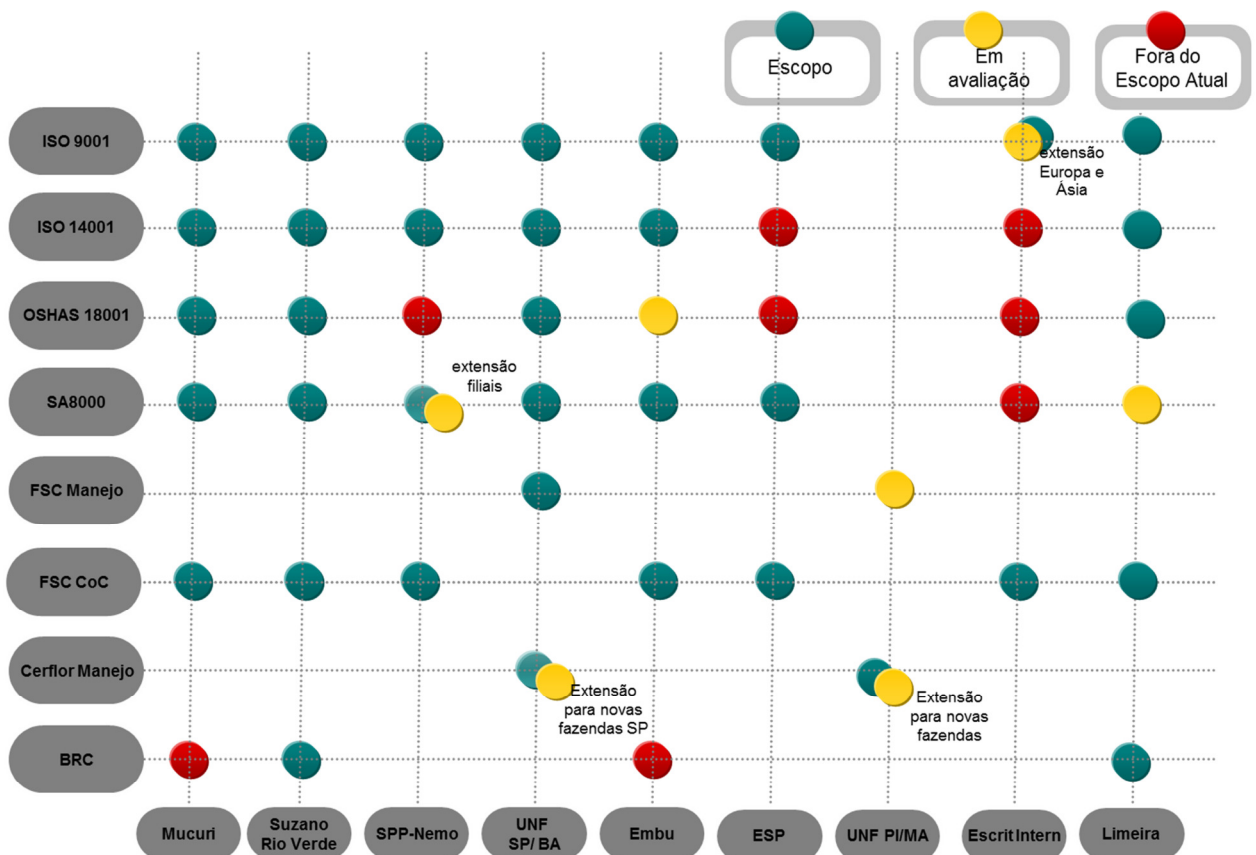 Escopo
Em
avaliação
Fora do
Escopo Atual
ISO 9001
extensão
Europa e
Ásia
ISO 14001
OSHAS 18001
extensão
filiais
SA8000
FSC Manejo
FSC CoC
Cerflor Manejo
Extensão
para novas
fazendas SP
Extensão
para novas
fazendas
BRC
Mucuri
Suzano
Rio Verde
SPP-Nemo
UNF
SP/ BA
Embu
ESP
UNF PI/MA
Escrit Intern
Limeira